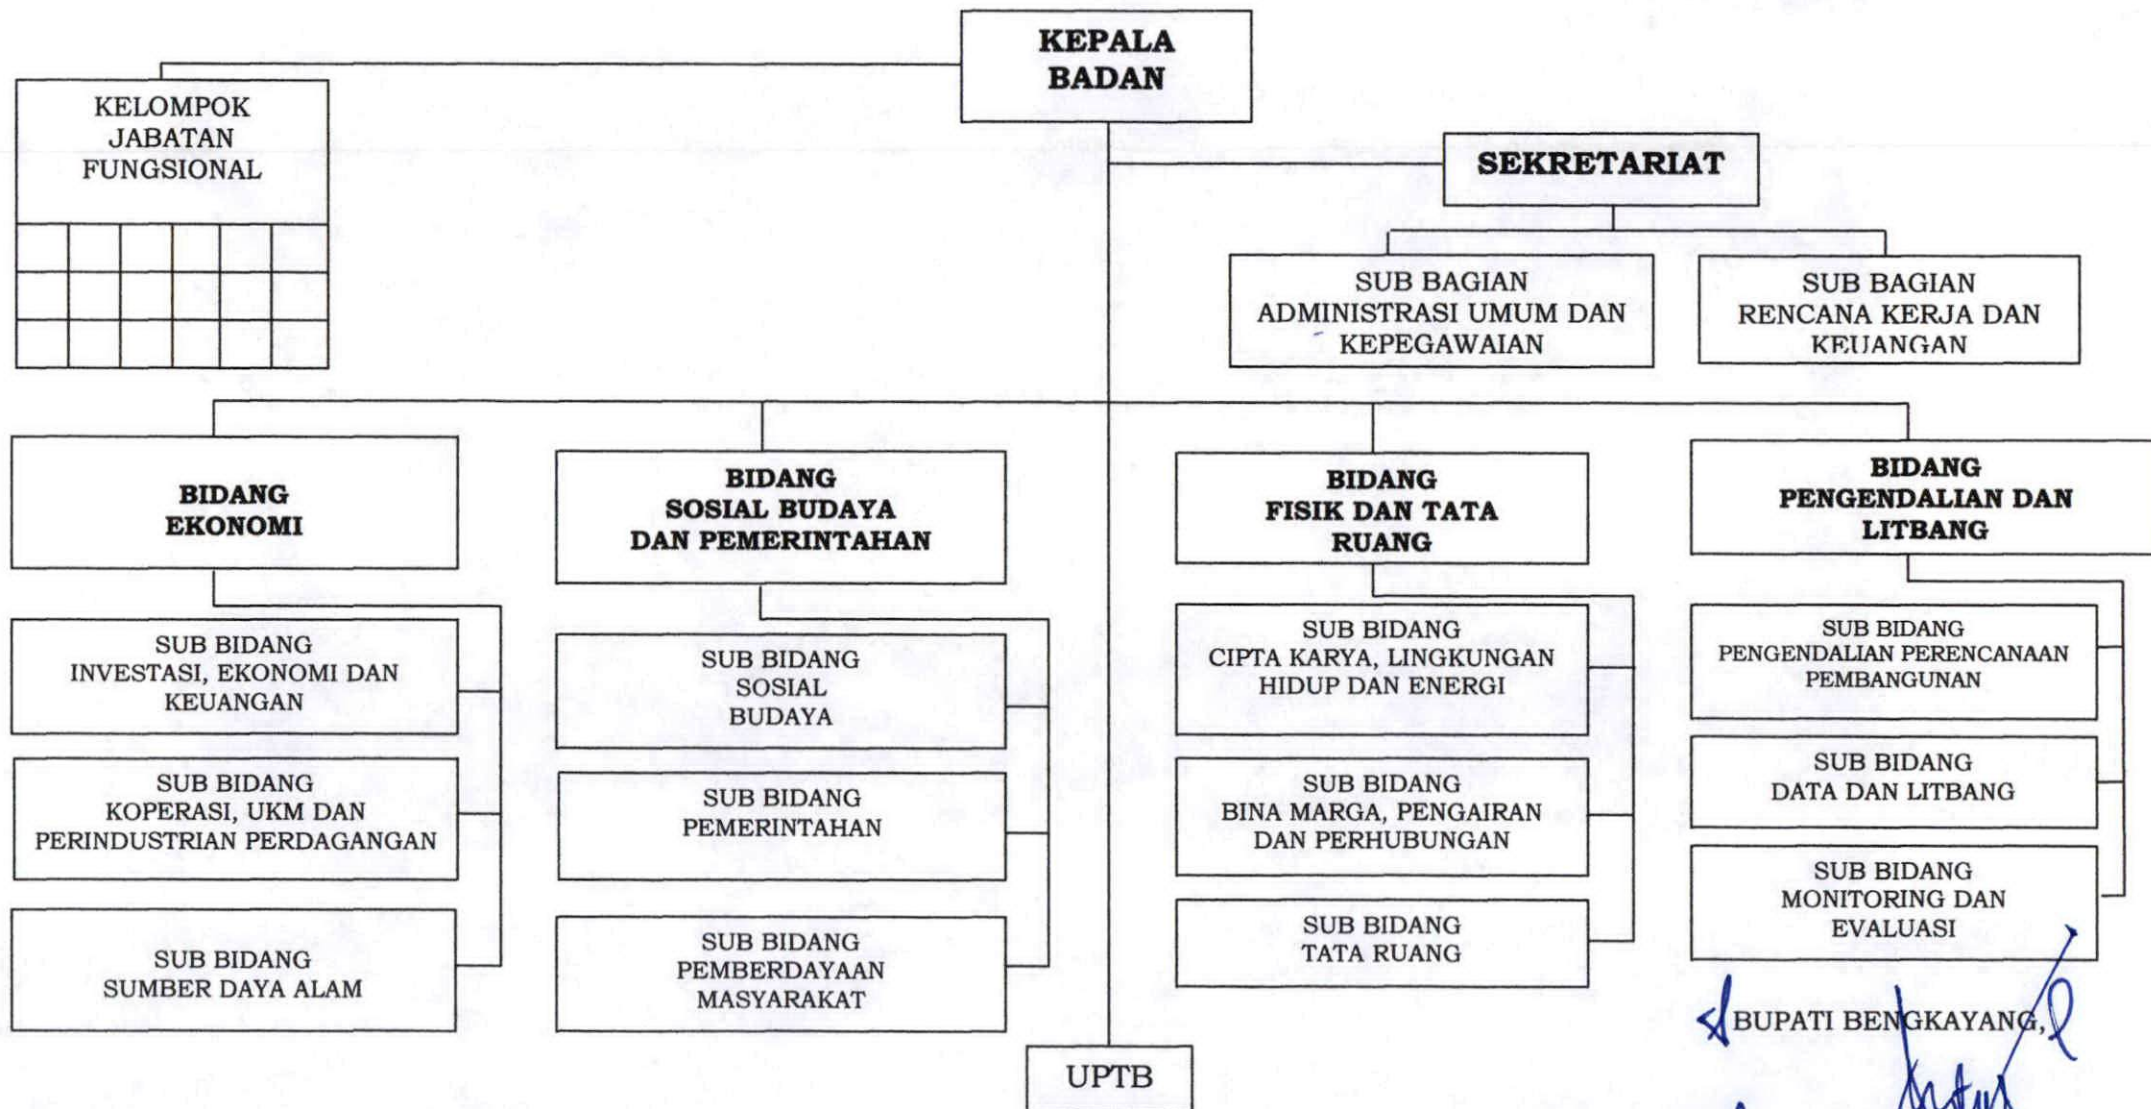 KEPALA
BADAN
KELOMPOK
JABATAN
FUNGSIONAL
SEKRETARIAT
SUB BAGIAN
ADMINISTRASI UMUM DAN
KEPEGAWAIAN
SUB BAGIAN
RENCANA KERJA DAN
KEUANGAN
BIDANG
EKONOMI
BIDANG
SOSIAL BUDAYA
DAN PEMERINTAHAN
BIDANG
FISIK DAN TATA
RUANG
BIDANG
PENGENDALIAN DAN
LITBANG
SUB BIDANG
INVESTASI, EKONOMI DAN
KEUANGAN
SUB BIDANG
KOPERASI, UKM DAN
PERINDUSTRIAN PERDAGANGAN
SUB BIDANG
SUMBER DAYA ALAM
SUB BIDANG
SOSIAL
BUDAYA
SUB BIDANG
PEMERINTAHAN
SUB BIDANG
PEMBERDAYAAN
MASYARAKAT
SUB BIDANG
CIPTA KARYA, LINGKUNGAN
HIDUP DAN ENERGI
SUB BIDANG
BINA MARGA, PENGAIRAN
DAN PERHUBUNGAN
SUB BIDANG
TATA RUANG
SUB BIDANG
PENGENDALIAN PERENCANAAN
PEMBANGUNAN
SUB BIDANG
DATA DAN LITBANG
SUB BIDANG
MONITORING DAN
EVALUASI
UPTB
BUPATI BENGKAYANG,